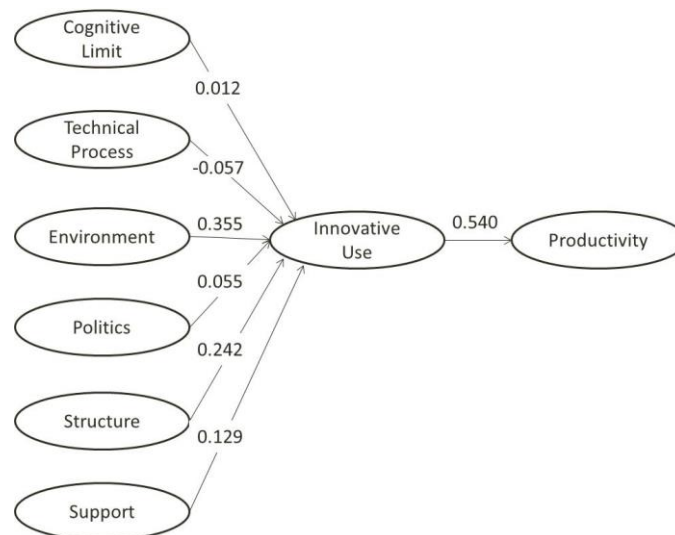 Cognitive
Limit
0.012
Technical
Process
-0.057
Environment
0.355
Innovative
Use
0.540
Productivity
0.055
Politics
0.242
Structure
0.129
Support